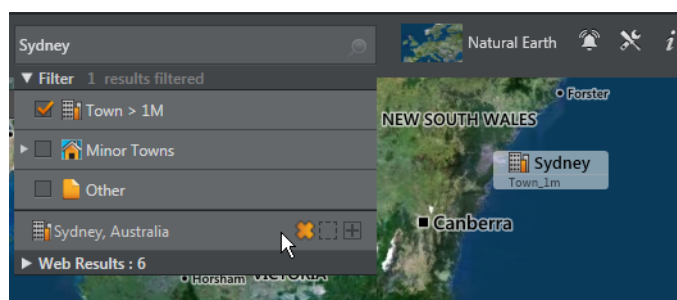 Sydney
Natural Earth
i
Filter 1 results filtered
Town > 1M
Minor Towns
Other
Sydney, Australia
Web Results : 6
Forster
NEW SOUTH WALES
Sydney
Town_1m
Canberra
Horsham
VICTORIA